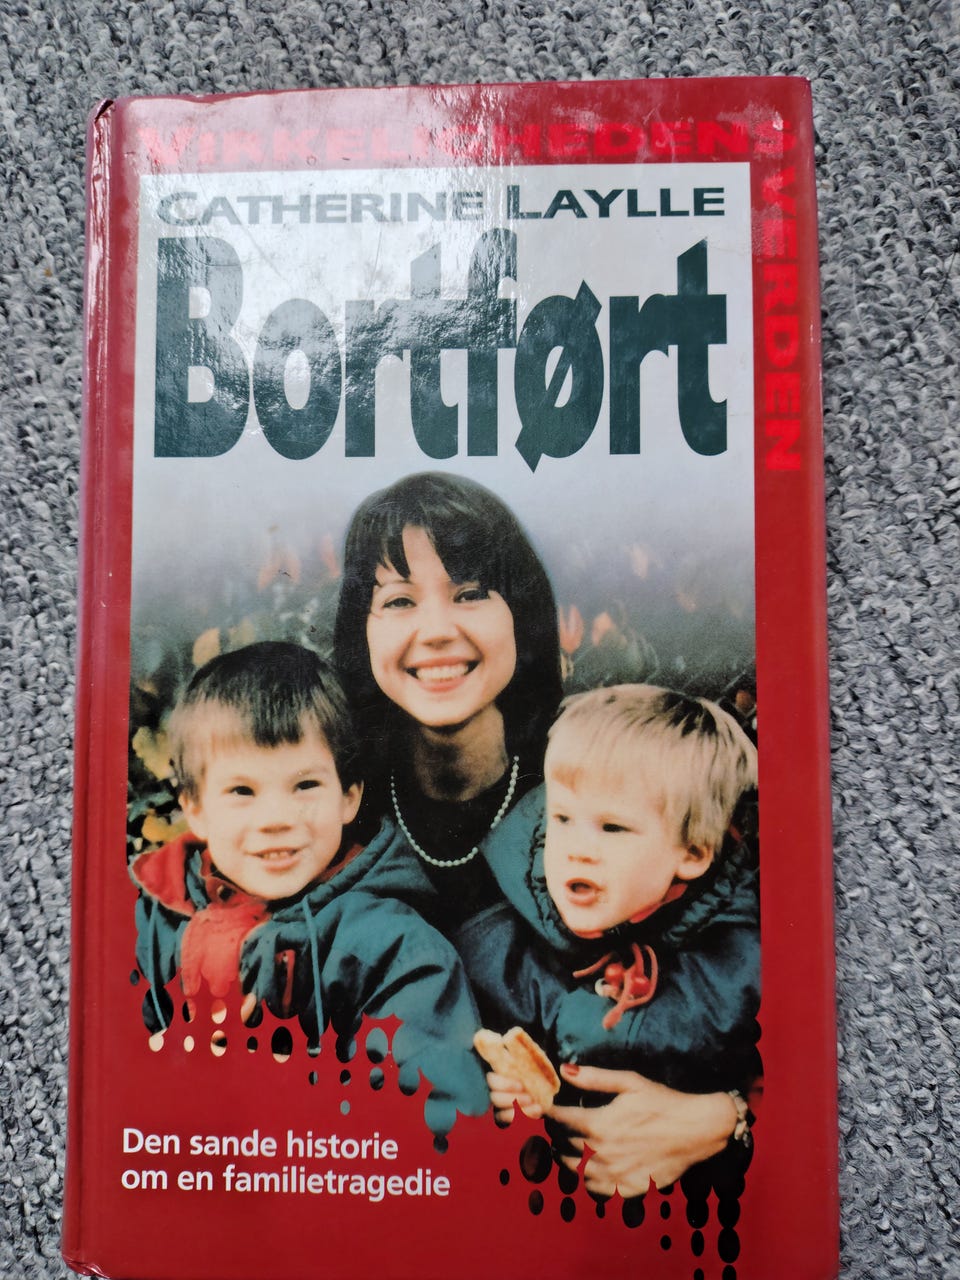 VIRKELIGHEDENS VERDEN
CATHERINE LAYLLE
Bortført
Den sande historie
om en familietragedie